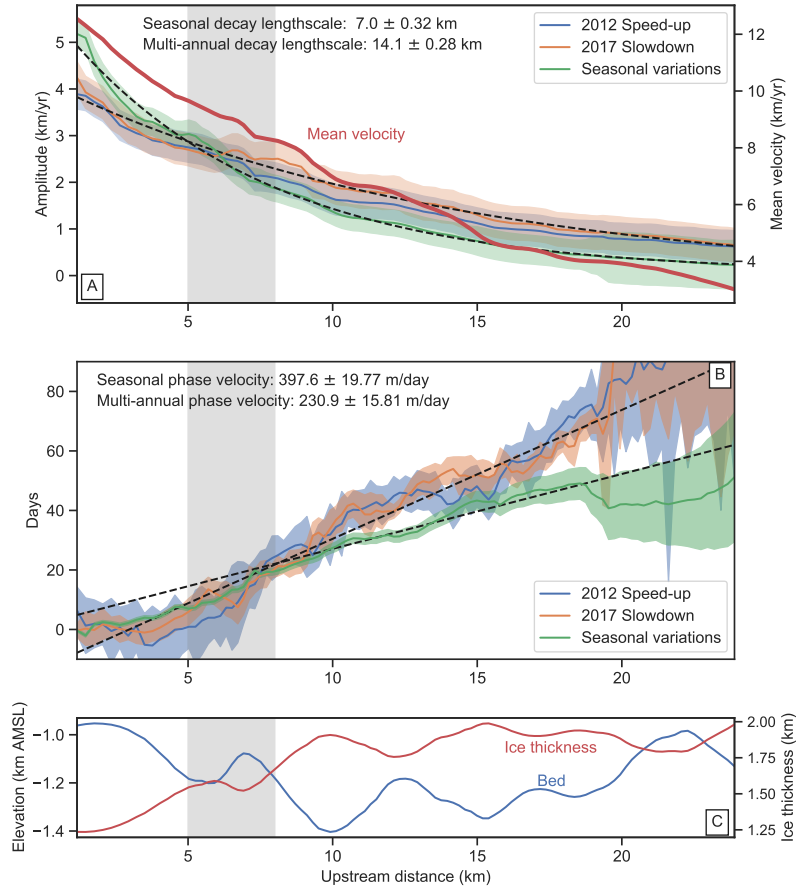 Seasonal decay lengthscale: 7.0 ± 0.32 km
Multi-annual decay lengthscale: 14.1 ± 0.28 km
2012 Speed-up
2017 Slowdown
Seasonal variations
Mean velocity
Amplitude (km/yr)
5
4
3
2
1
0
Mean velocity (km/yr)
12
10
8
6
4
A
5
10
15
20
Seasonal phase velocity: 397.6 ± 19.77 m/day
Multi-annual phase velocity: 230.9 ± 15.81 m/day
B
Days
80
60
40
20
0
2012 Speed-up
2017 Slowdown
Seasonal variations
5
10
15
20
Elevation (km AMSL)
−1.0
−1.2
−1.4
Ice thickness
Bed
C
Ice thickness (km)
2.00
1.75
1.50
1.25
5
10
15
20
Upstream distance (km)